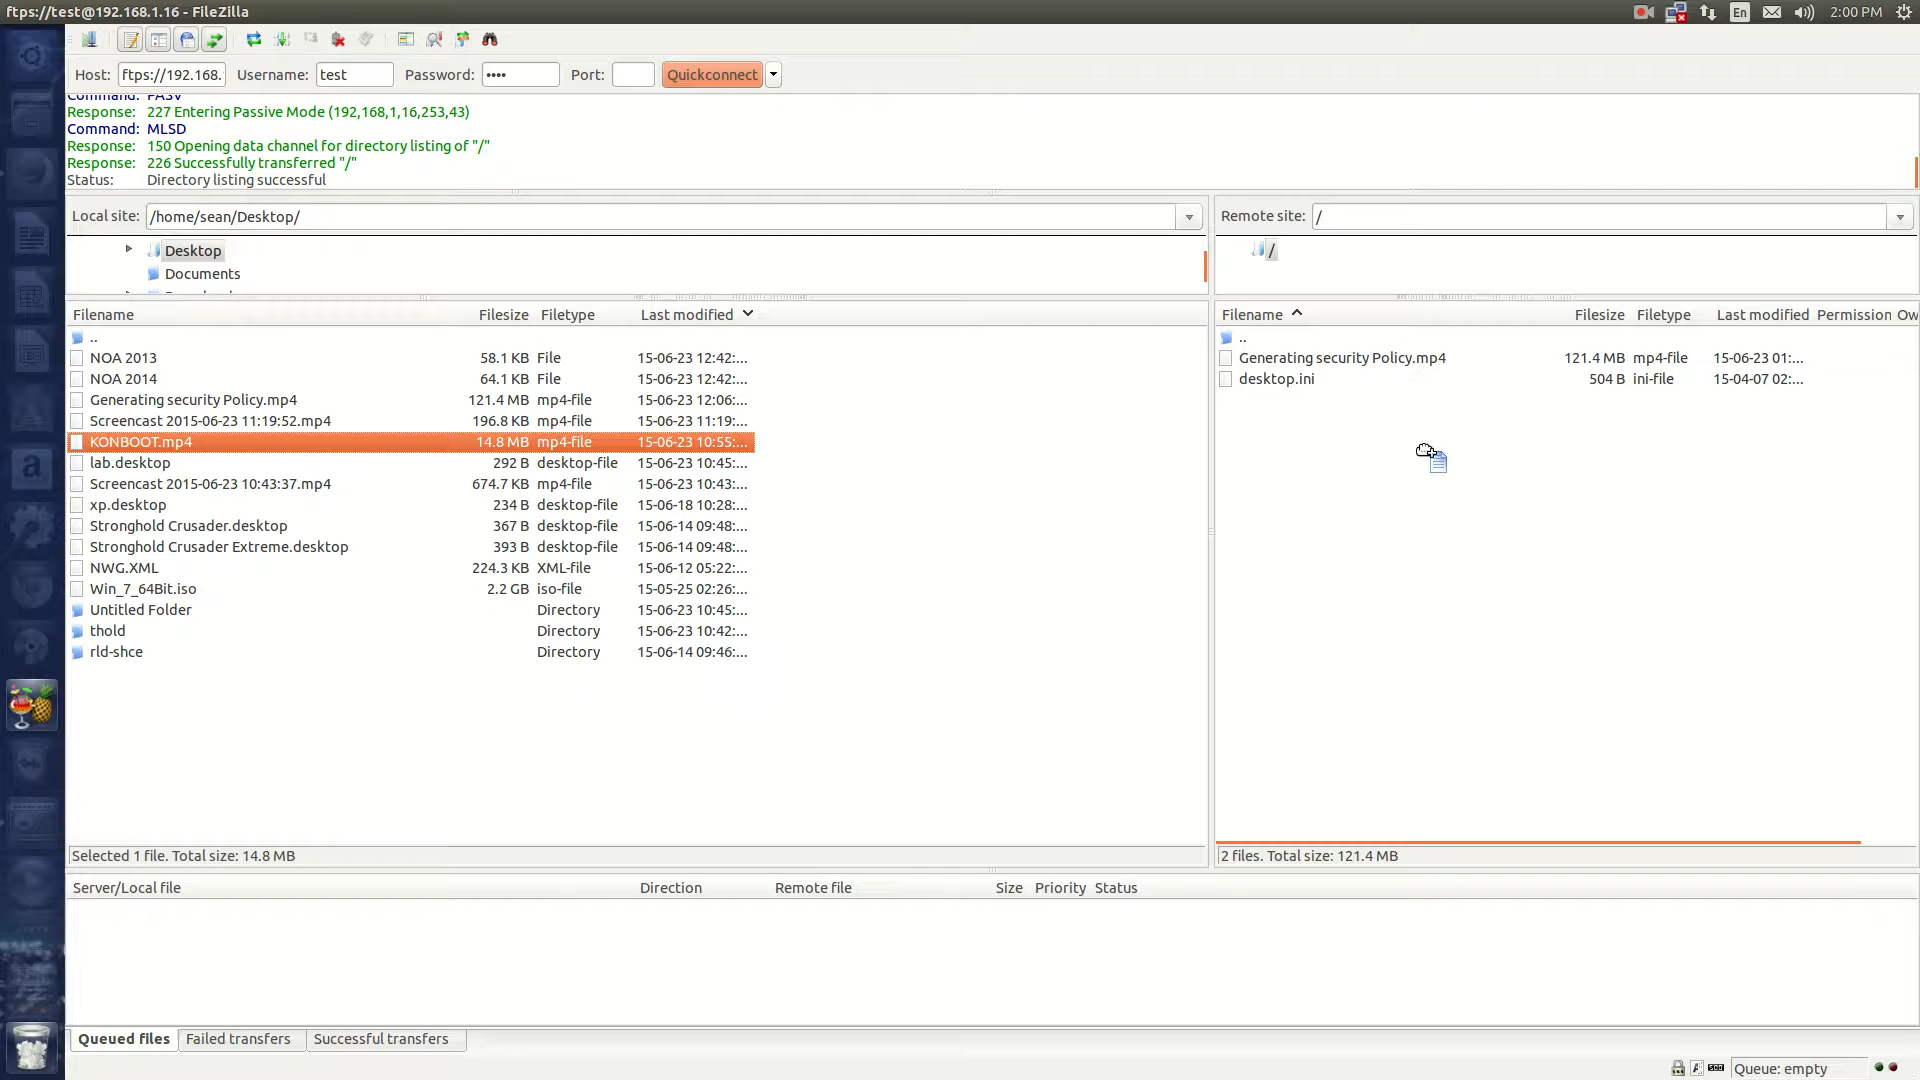 ftps://test@192.168.1.16 - FileZilla
En
2:00 PM
Host: ftps://192.168. Username: test Password: •••• Port: Quickconnect
Command: PASV
Response: 227 Entering Passive Mode (192,168,1,16,253,43)
Command: MLSD
Response: 150 Opening data channel for directory listing of "/"
Response: 226 Successfully transferred "/"
Status: Directory listing successful
Local site: /home/sean/Desktop/
Remote site: /
Desktop
/
Documents
Filename Filesize Filetype Last modified
Filename Filesize Filetype Last modified Permission Ow
..
..
NOA 2013 58.1 KB File 15-06-23 12:42:...
Generating security Policy.mp4 121.4 MB mp4-file 15-06-23 01:...
NOA 2014 64.1 KB File 15-06-23 12:42:...
desktop.ini 504 B ini-file 15-04-07 02:...
Generating security Policy.mp4 121.4 MB mp4-file 15-06-23 12:06:...
Screencast 2015-06-23 11:19:52.mp4 196.8 KB mp4-file 15-06-23 11:19:...
KONBOOT.mp4 14.8 MB mp4-file 15-06-23 10:55:...
lab.desktop 292 B desktop-file 15-06-23 10:45:...
Screencast 2015-06-23 10:43:37.mp4 674.7 KB mp4-file 15-06-23 10:43:...
xp.desktop 234 B desktop-file 15-06-18 10:28:...
Stronghold Crusader.desktop 367 B desktop-file 15-06-14 09:48:...
Stronghold Crusader Extreme.desktop 393 B desktop-file 15-06-14 09:48:...
NWG.XML 224.3 KB XML-file 15-06-12 05:22:...
Win_7_64Bit.iso 2.2 GB iso-file 15-05-25 02:26:...
Untitled Folder Directory 15-06-23 10:45:...
thold Directory 15-06-23 10:42:...
rld-shce Directory 15-06-14 09:46:...
Selected 1 file. Total size: 14.8 MB
2 files. Total size: 121.4 MB
Server/Local file Direction Remote file Size Priority Status
Queued files Failed transfers Successful transfers
Queue: empty